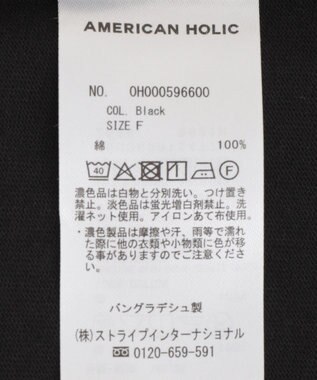 AMERICAN HOLIC
NO. 0H000596600
COL. Black
SIZE F
綿 100%
40 F
濃色品は白物と分別洗い。つけ置き
禁止。淡色品は蛍光増白剤禁止。洗
濯ネット使用。アイロンあて布使用。
・濃色製品は摩擦や汗、雨等で濡れ
た際に他の衣類や小物類に色が移
る事がありますのでご注意くださ
い。
バングラデシュ製
(株)ストライプインターナショナル
0120-659-591